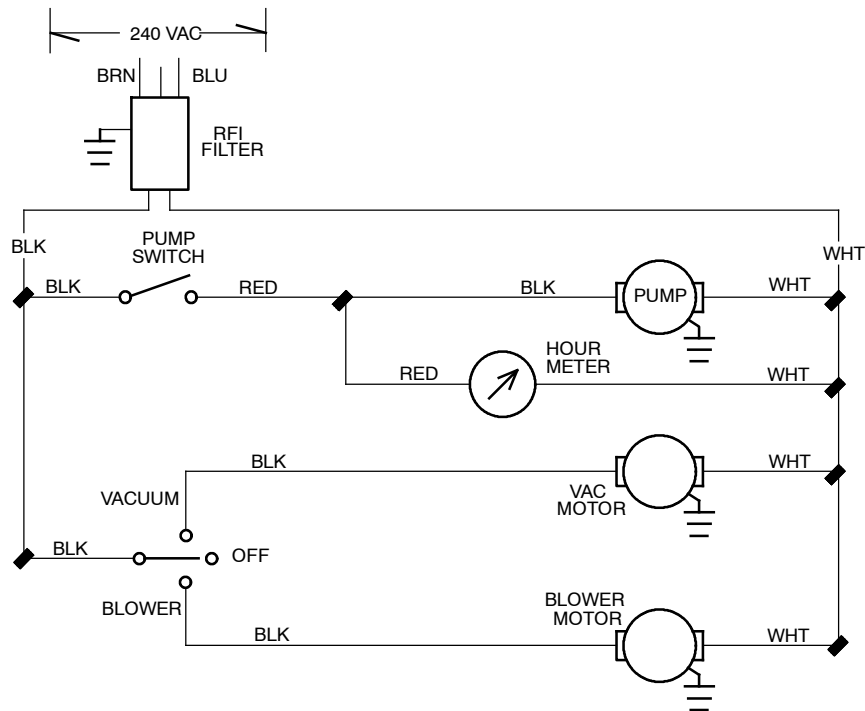 240 VAC
BRN
BLU
RFI
FILTER
BLK
PUMP
SWITCH
WHT
BLK
RED
BLK
PUMP
WHT
HOUR
METER
RED
WHT
BLK
WHT
VACUUM
VAC
MOTOR
BLK
OFF
BLOWER
BLOWER
MOTOR
BLK
WHT